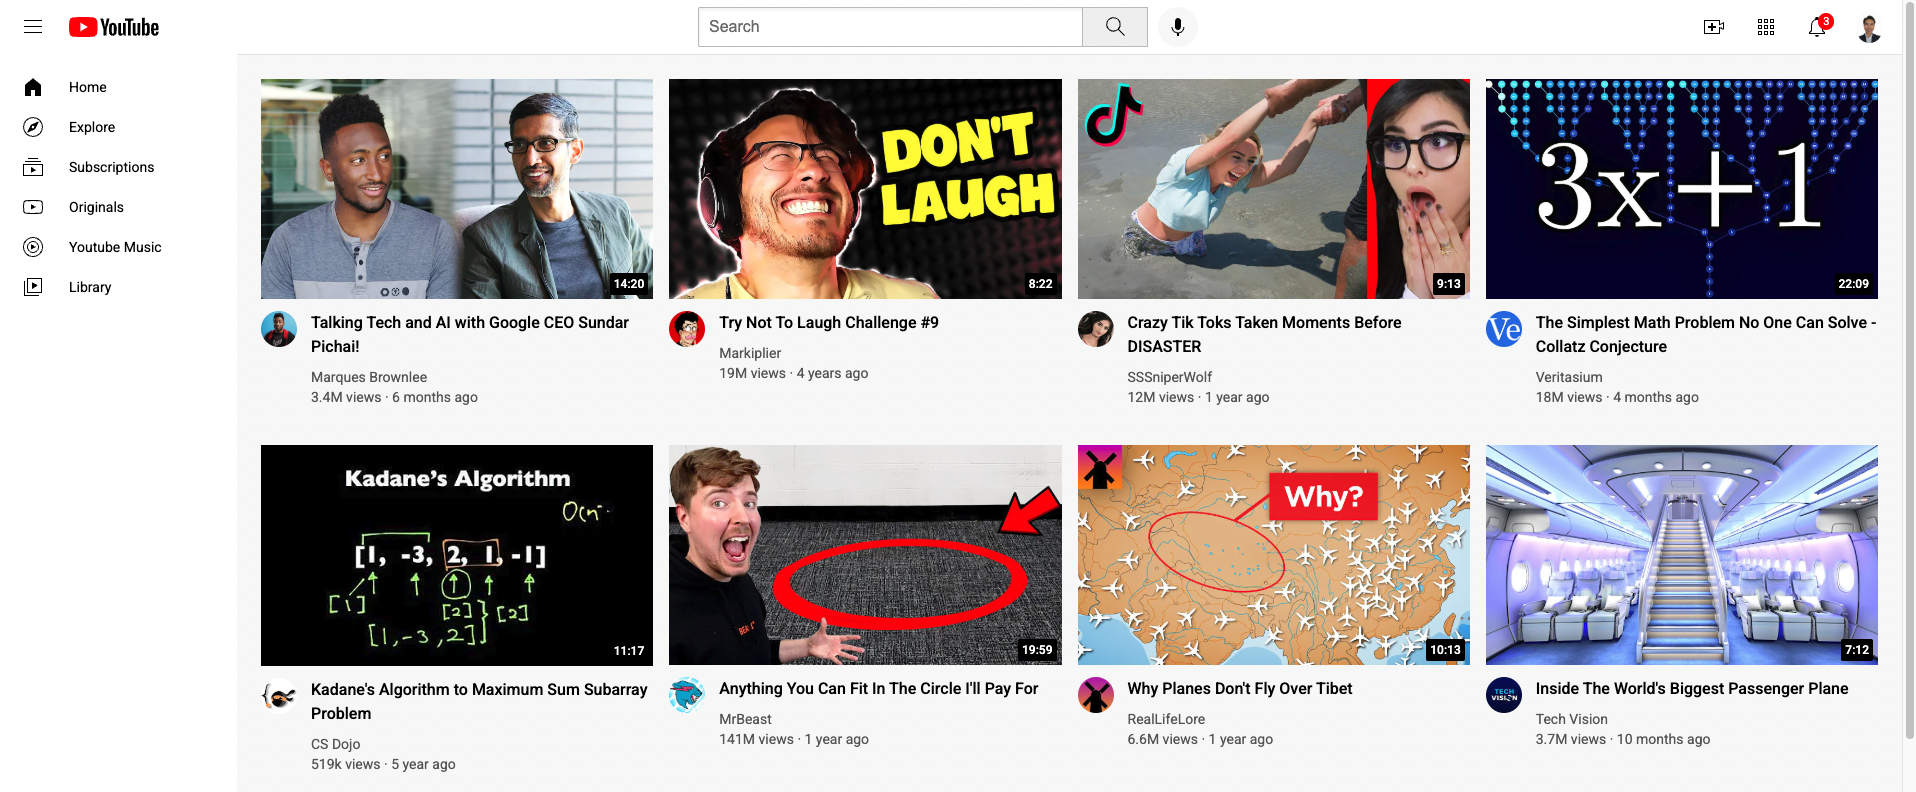 YouTube
Search
3
Home
Explore
Subscriptions
Originals
Youtube Music
Library
DON'T
LAUGH
3x+1
14:20
8:22
9:13
22:09
Talking Tech and AI with Google CEO Sundar
Pichai!
Marques Brownlee
3.4M views · 6 months ago
Try Not To Laugh Challenge #9
Markiplier
19M views · 4 years ago
Crazy Tik Toks Taken Moments Before
DISASTER
SSSniperWolf
12M views · 1 year ago
Ve
The Simplest Math Problem No One Can Solve -
Collatz Conjecture
Veritasium
18M views · 4 months ago
Kadane's Algorithm
[1, -3, 2, 1, -1]
[1]
[2]
[2]
[1,-3,2]
11:17
19:59
Why?
10:13
7:12
Kadane's Algorithm to Maximum Sum Subarray
Problem
CS Dojo
519k views · 5 year ago
Anything You Can Fit In The Circle I'll Pay For
MrBeast
141M views · 1 year ago
Why Planes Don't Fly Over Tibet
RealLifeLore
6.6M views · 1 year ago
TECH
VISION
Inside The World's Biggest Passenger Plane
Tech Vision
3.7M views · 10 months ago